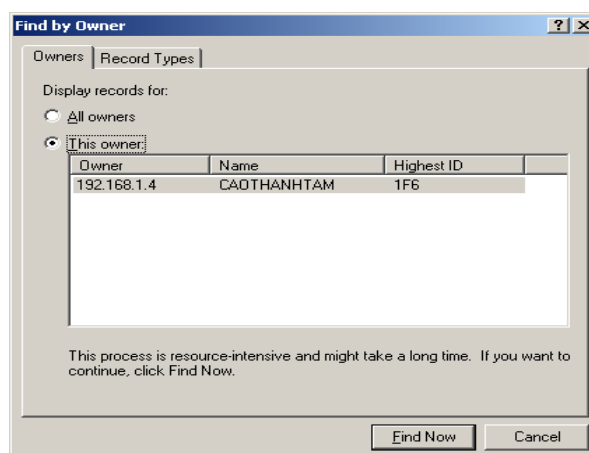 Find by Owner
Owners Record Types
Display records for:
All owners
This owner:
Owner Name Highest ID
192.168.1.4 CAOTHANHTAM 1F6
This process is resource-intensive and might take a long time. If you want to
continue, click Find Now.
Find Now Cancel